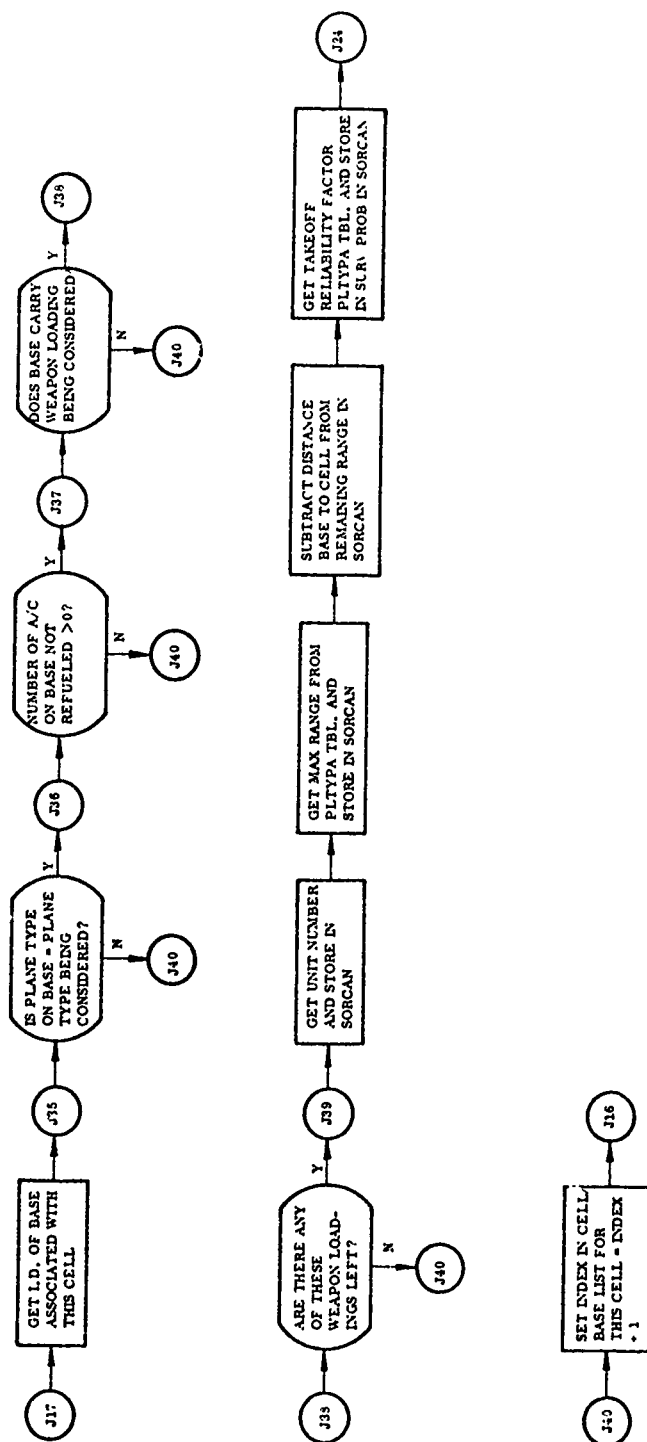 J17
GET I.D. OF BASE
ASSOCIATED WITH
THIS CELL
J35
IS PLANE TYPE
ON BASE = PLANE
TYPE BEING
CONSIDERED?
N
J40
Y
J36
NUMBER OF A/C
ON BASE NOT
REFUELED >0?
N
J40
Y
J37
DOES BASE CARRY
WEAPON LOADING
BEING CONSIDERED
N
J40
Y
J38
J38
ARE THERE ANY
OF THESE
WEAPON LOAD-
INGS LEFT?
N
J40
Y
J39
GET UNIT NUMBER
AND STORE IN
SORCAN
GET MAX RANGE FROM
PLTYPA TBL. AND
STORE IN SORCAN
SUBTRACT DISTANCE
BASE TO CELL FROM
REMAINING RANGE IN
SORCAN
GET TAKEOFF
RELIABILITY FACTOR
PLTYPA TBL. AND STORE
IN SURV PROB IN SORCAN
J24
J40
SET INDEX IN CELL
BASE LIST FOR
THIS CELL = INDEX
+ 1
J16